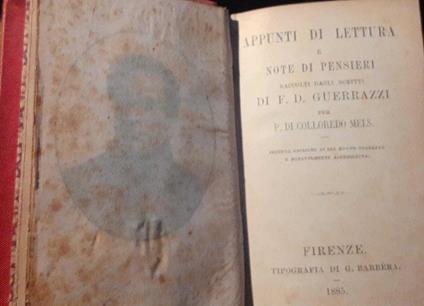 APPUNTI DI LETTURA
E
NOTE DI PENSIERI
RACCOLTI DAGLI SCRITTI
DI F. D. GUERRAZZI
PER
P. DI COLLOREDO MELS.
FIRENZE.
TIPOGRAFIA DI G. BARBÈRA.
1885.